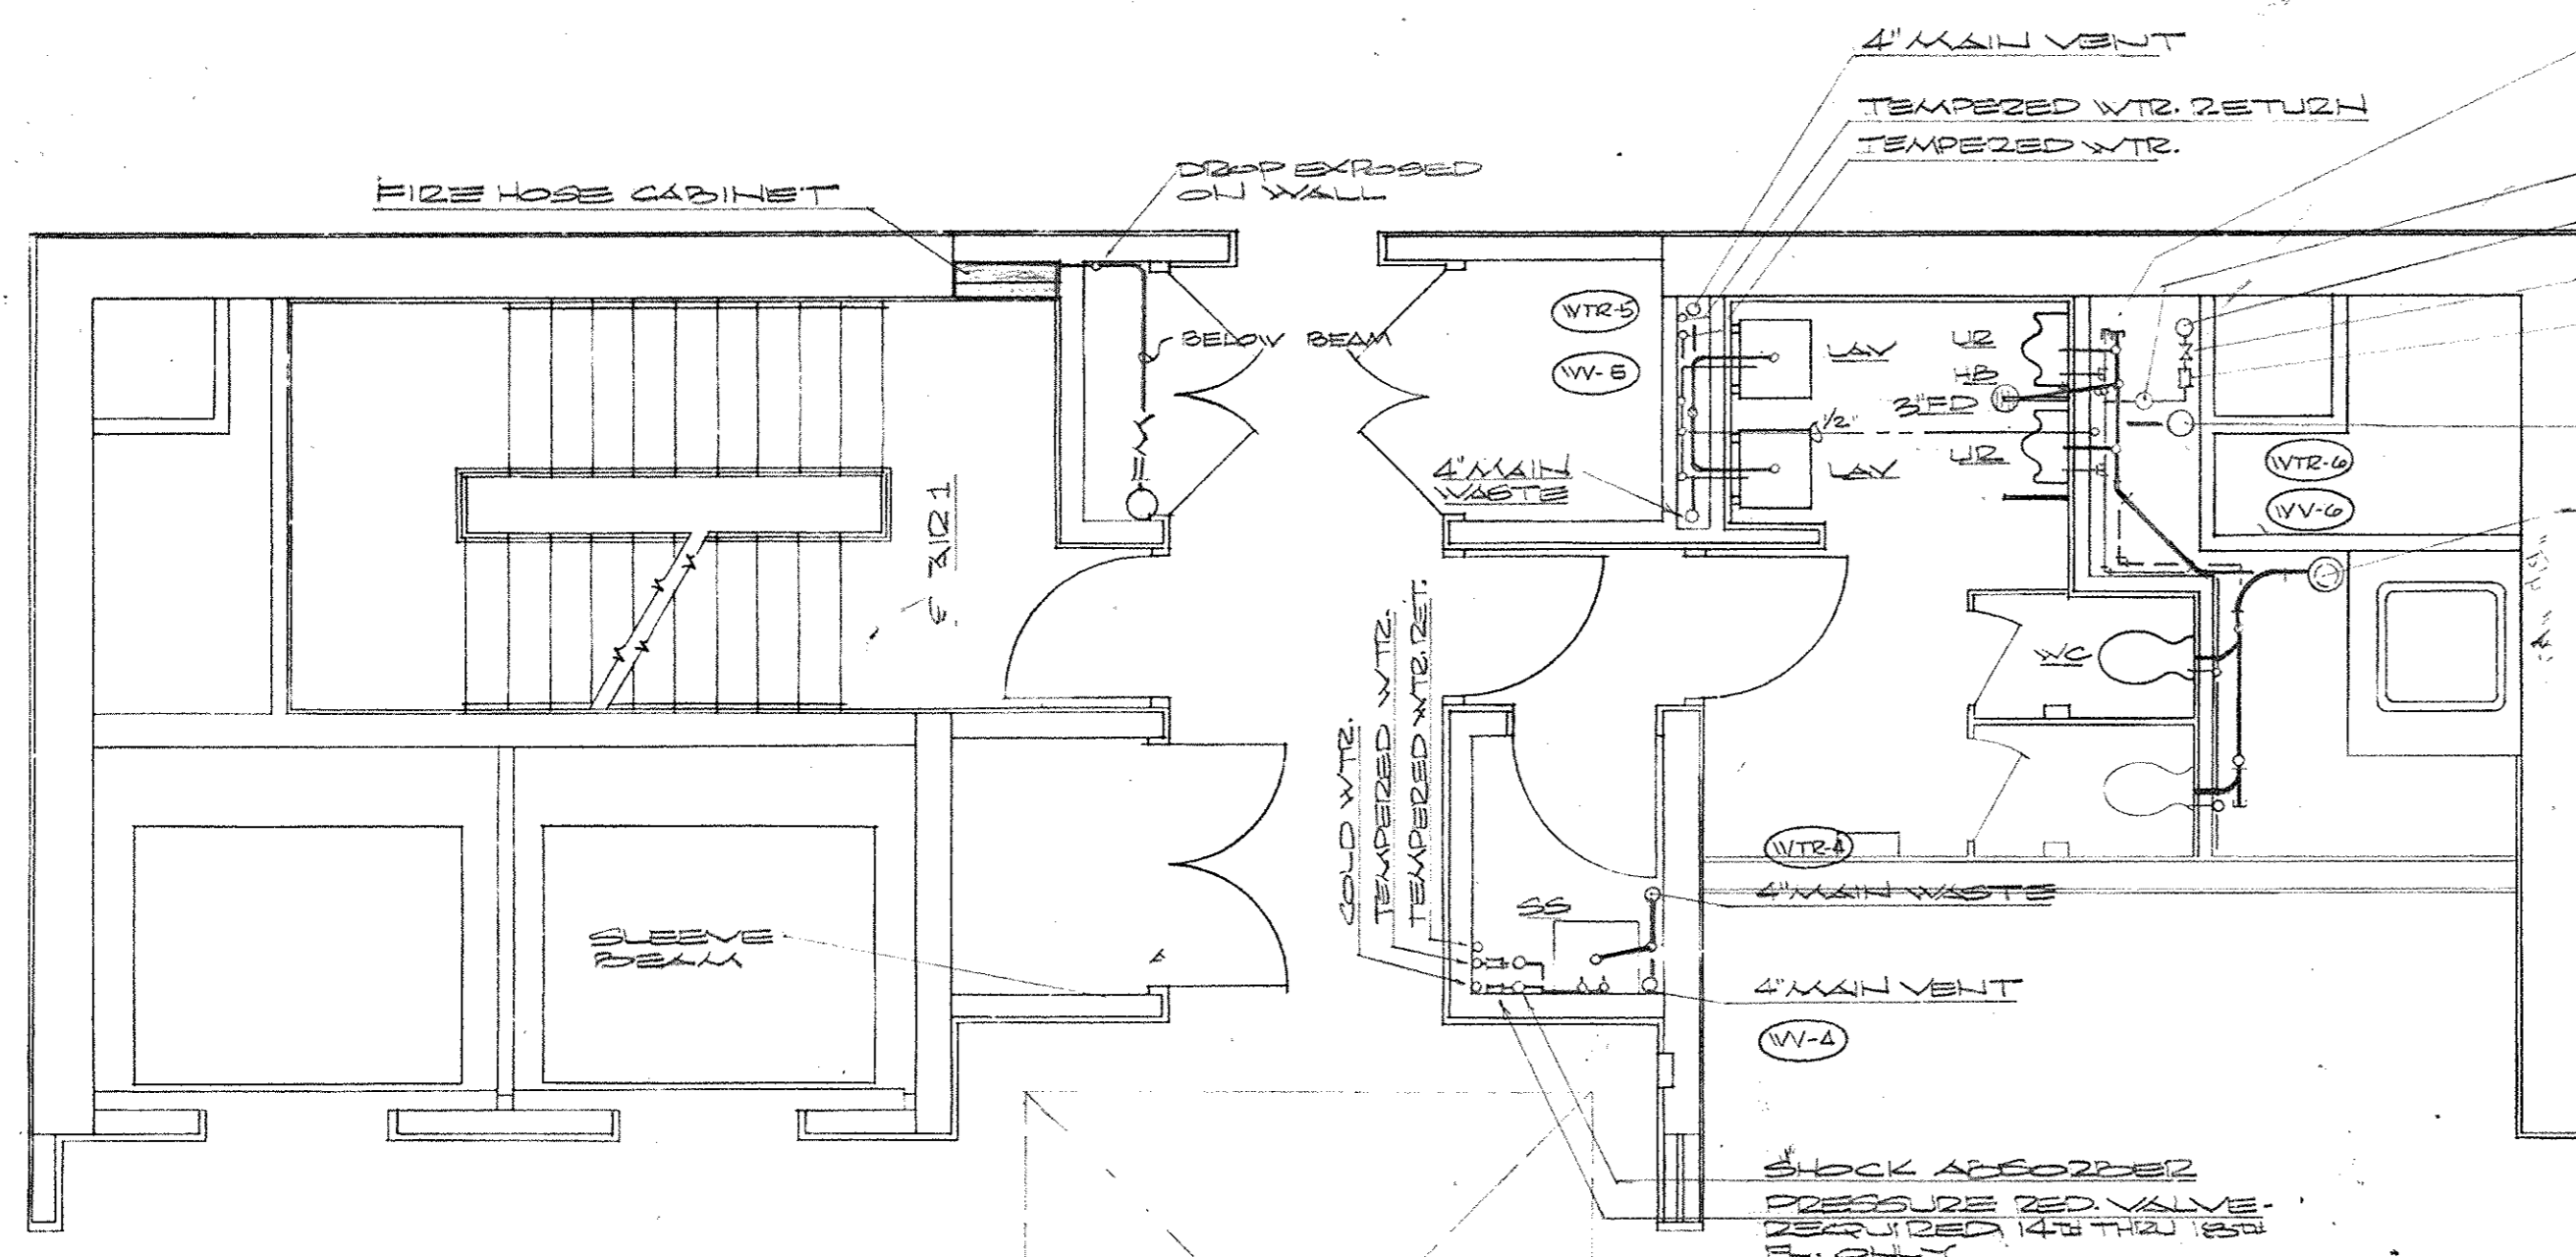 4" MAIN VENT
TEMPERED WTR. RETURN
TEMPERED WTR.
FIRE HOSE CABINET
DROP EXPOSED
ON WALL
BELOW BEAM
WTR-5
WV-5
LAV
UR
HB
3" FD
1/2"
LAV
UR
4" MAIN
WASTE
WTR-6
WV-6
COLD WTR.
TEMPERED WTR.
TEMPERED WTR. RET.
WC
WTR-4
4" MAIN WASTE
SS
SLEEVE
BEAM
4" MAIN VENT
WV-4
SHOCK ABSORBER
PRESSURE RED. VALVE-
REQUIRED, 14TH THRU 18TH
FL. ONLY